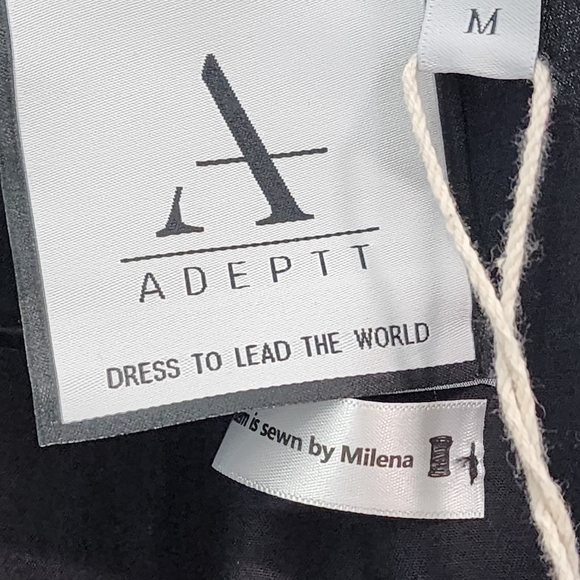 M
A
ADEPTT
DRESS TO LEAD THE WORLD
is sewn by Milena